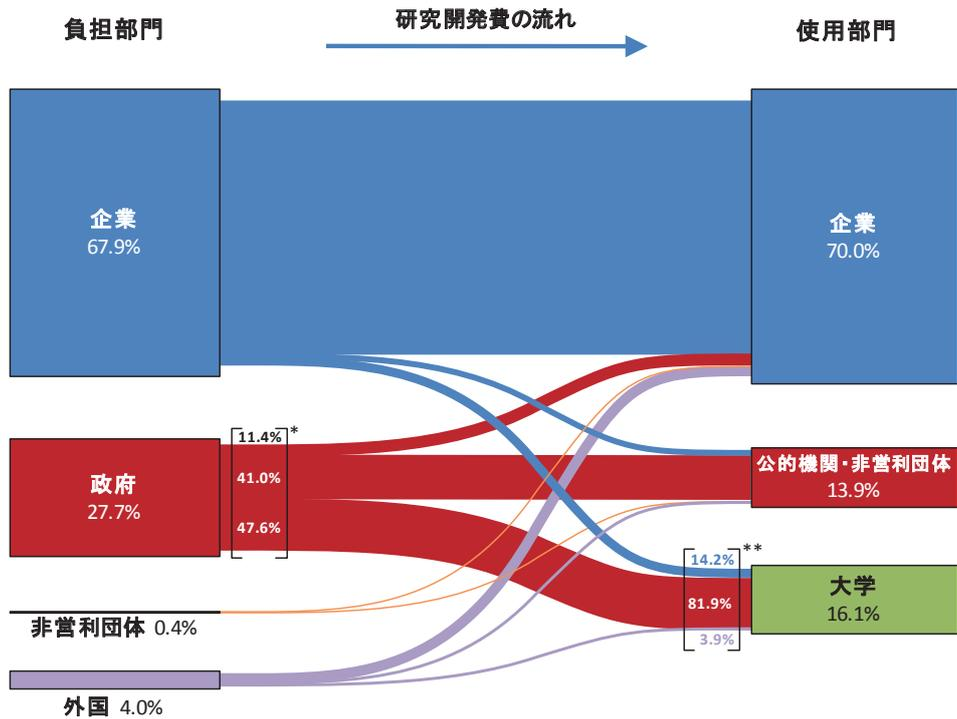 負担部門
研究開発費の流れ
使用部門
企業
67.9%
企業
70.0%
政府
27.7%
11.4% *
41.0%
47.6%
公的機関・非営利団体
13.9%
14.2% **
81.9%
3.9%
大学
16.1%
非営利団体 0.4%
外国 4.0%